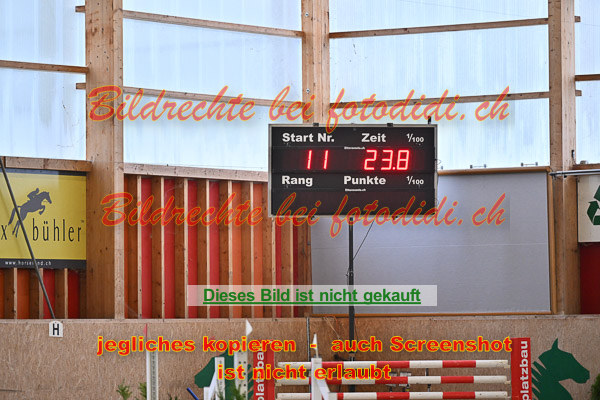 Bildrechte bei fotodidi.ch
Start Nr. Zeit 1/100
11 23.8
Rang Punkte 1/100
Bildrechte bei fotodidi.ch
bühler
Dieses Bild ist nicht gekauft
H
jegliches kopieren - auch Screenshot
ist nicht erlaubt